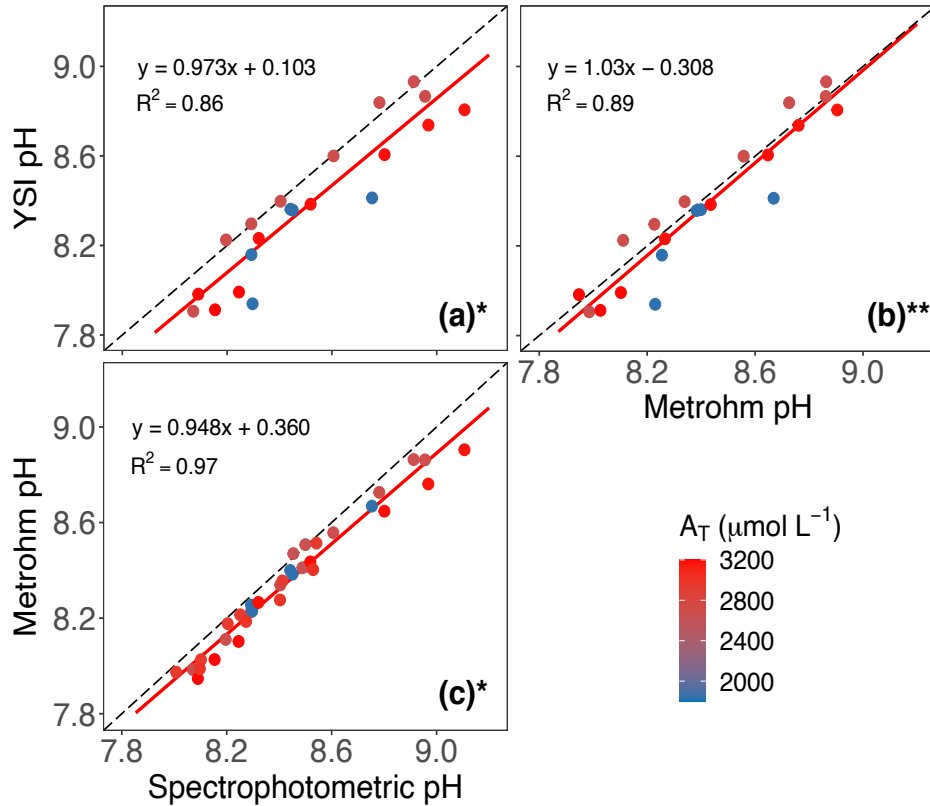 y = 0.973x + 0.103
R² = 0.86
(a)*
YSI pH
9.0
8.6
8.2
7.8
y = 1.03x − 0.308
R² = 0.89
(b)**
7.8
8.2
8.6
9.0
Metrohm pH
y = 0.948x + 0.360
R² = 0.97
(c)*
Metrohm pH
9.0
8.6
8.2
7.8
7.8
8.2
8.6
9.0
Spectrophotometric pH
A_T (μmol L⁻¹)
3200
2800
2400
2000